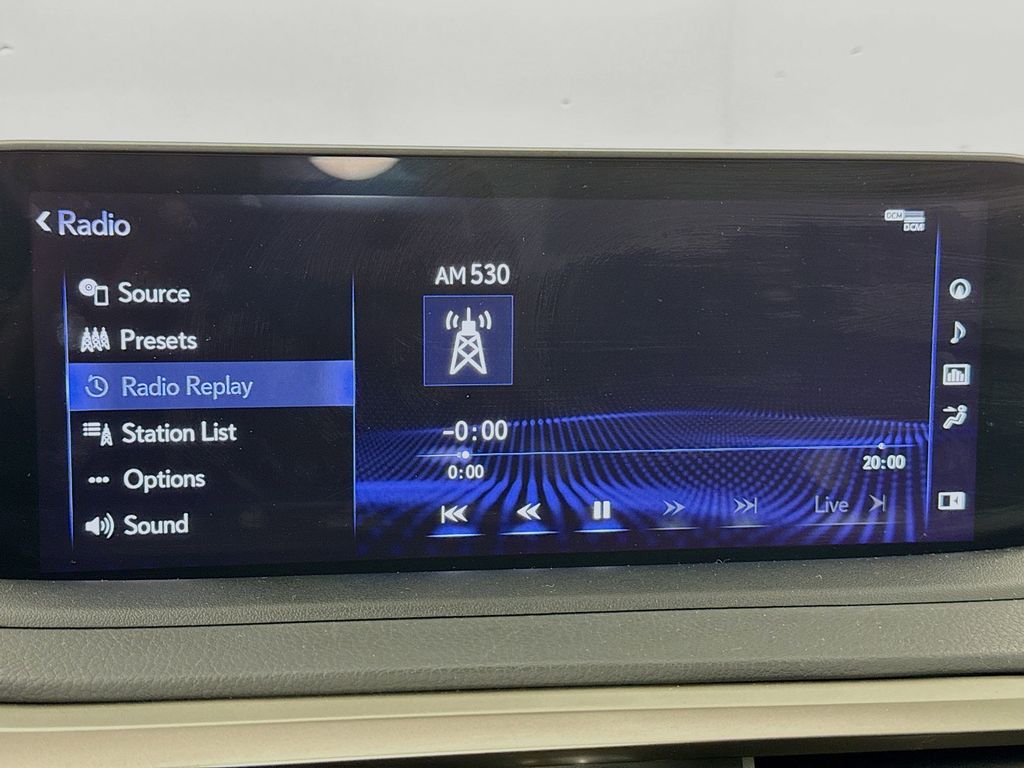 Radio
DCM
DCM
Source
Presets
Radio Replay
Station List
Options
Sound
AM 530
-0:00
0:00
20:00
Live